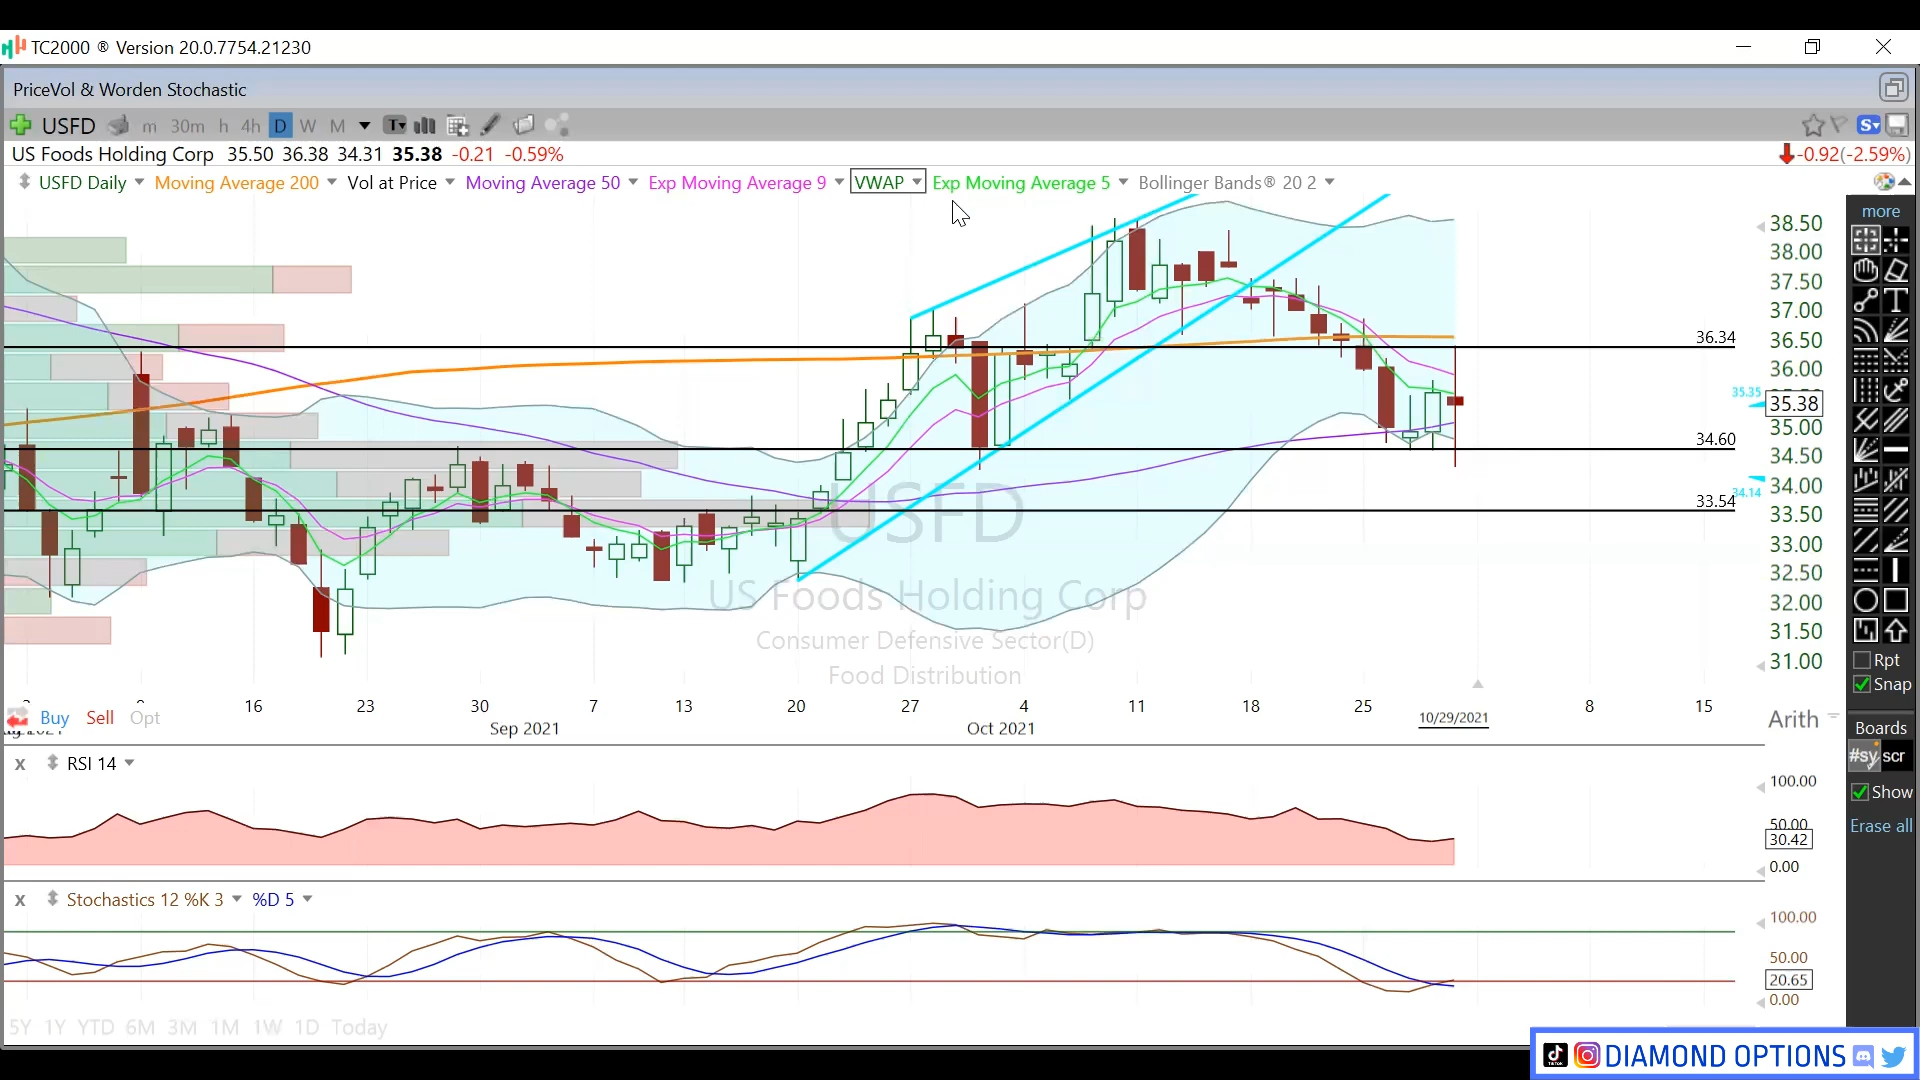 TC2000 ® Version 20.0.7754.21230
PriceVol & Worden Stochastic
USFD m 30m h 4h D W M T S
US Foods Holding Corp 35.50 36.38 34.31 35.38 -0.21 -0.59%
-0.92(-2.59%)
USFD Daily Moving Average 200 Vol at Price Moving Average 50 Exp Moving Average 9 VWAP Exp Moving Average 5 Bollinger Bands® 20 2
more
38.50
38.00
37.50
37.00
36.50
36.34
36.00
35.35
35.38
35.00
34.60
34.50
34.00
34.14
33.54
33.50
33.00
32.50
32.00
31.50
31.00
USFD
US Foods Holding Corp
Consumer Defensive Sector(D)
Food Distribution
Rpt
Snap
16 23 30 7 13 20 27 4 11 18 25 10/29/2021 8 15
Sep 2021 Oct 2021
Buy Sell Opt
Arith
Boards
#sy scr
Show
Erase all
x RSI 14
100.00
50.00
30.42
0.00
x Stochastics 12 %K 3 %D 5
100.00
50.00
20.65
0.00
5Y 1Y YTD 6M 3M 1M 1W 1D Today
DIAMOND OPTIONS